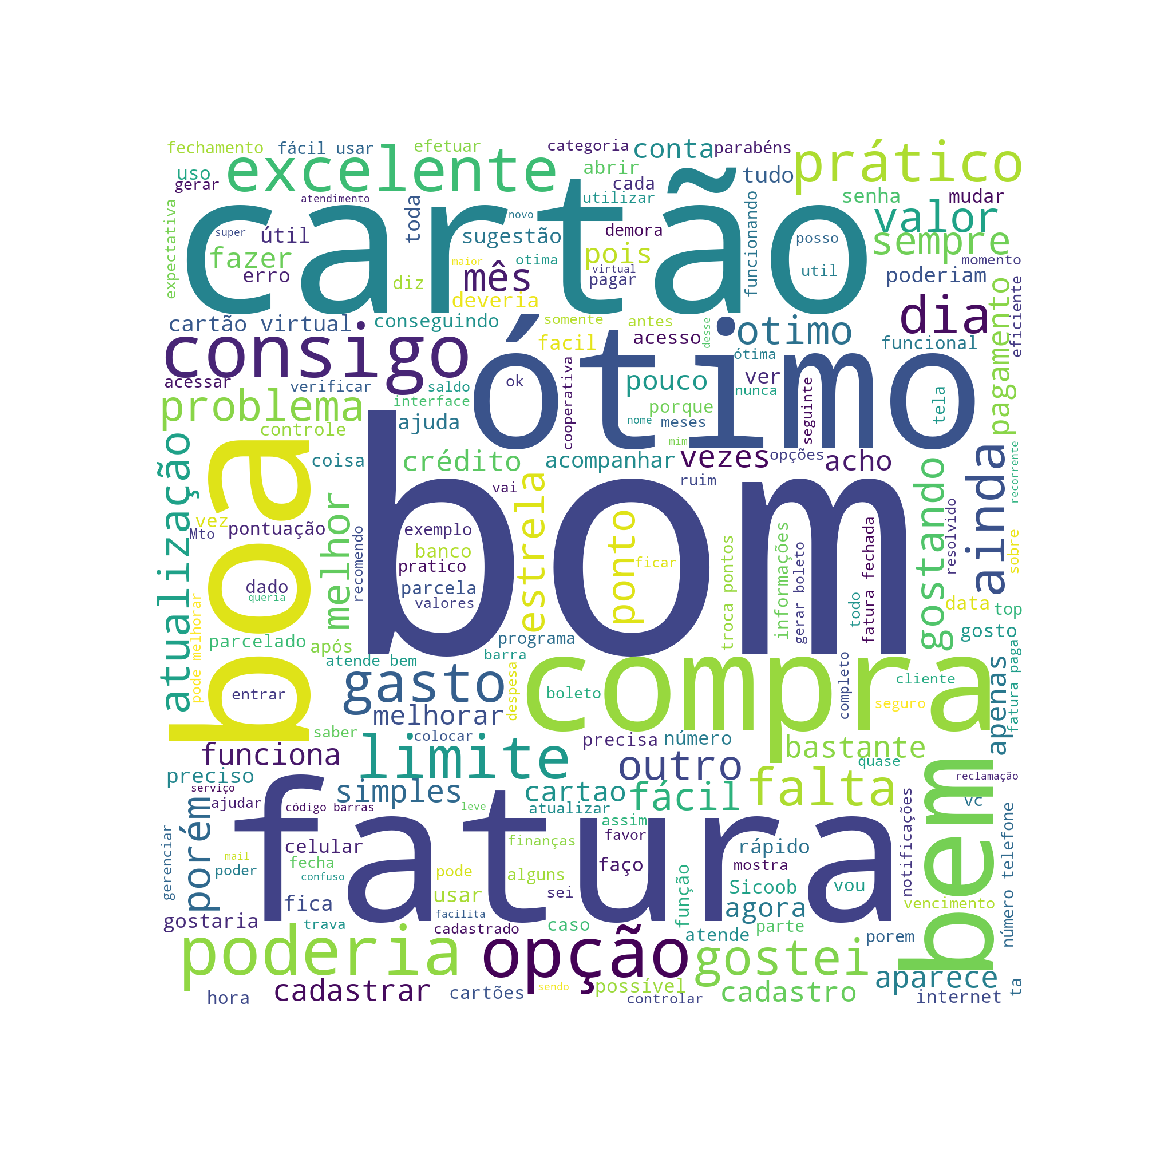 fechamento
fácil usar
efetuar
categoria
conta
parabéns
prático
uso
excelente
abrir
tudo
gerar
cada
senha
mudar
atendimento
utilizar
cartão
valor
expectativa
super
útil
toda
novo
sugestão
demora
posso
sempre
fazer
pois
funcionando
momento
erro
maior
otima
virtual
util
poderiam
diz
mês
pagar
deveria
eficiente
cartão virtual
conseguindo
somente
antes
desse
dia
pagamento
consigo
facil
acesso
otimo
ótima
funcional
ótimo
acessar
verificar
saldo
ok
cooperativa
pouco
ver
nunca
seguinte
tela
interface
porque
problema
ajuda
nome
meses
controle
mim
atualização
boa
coisa
crédito
acompanhar
vezes
opções
acho
ainda
recorrente
bom
vai
ruim
gostando
vez
Mto
pontuação
melhor
recomendo
exemplo
estrela
ponto
resolvido
banco
ficar
troca pontos
informações
gerar boleto
todo
fatura fechada
sobre
pratico
dado
queria
parcela
valores
data
top
pode melhorar
parcelado
após
programa
gosto
atende bem
barra
compra
completo
cliente
fatura pagao
apenas
entrar
gasto
despesa
boleto
melhorar
seguro
saber
colocar
precisa
número
bastante
bem
funciona
limite
outro
quase
preciso
reclamação
serviço
simples
cartao
fácil
falta
vc
porém
ajudar
código barras
leve
atualizar
assim
notificações
número telefone
gerenciar
fatura
celular
finanças
favor
rápido
mail
fecha
poder
confuso
pode
alguns
faço
mostra
Sicoob
vou
fica
usar
sei
função
agora
vencimento
gostaria
trava
facilita
cadastrado
caso
atende
parte
porem
poderia
opção
gostei
aparece
cadastrar
cartões
sendo
possível
cadastro
ta
hora
controlar
internet